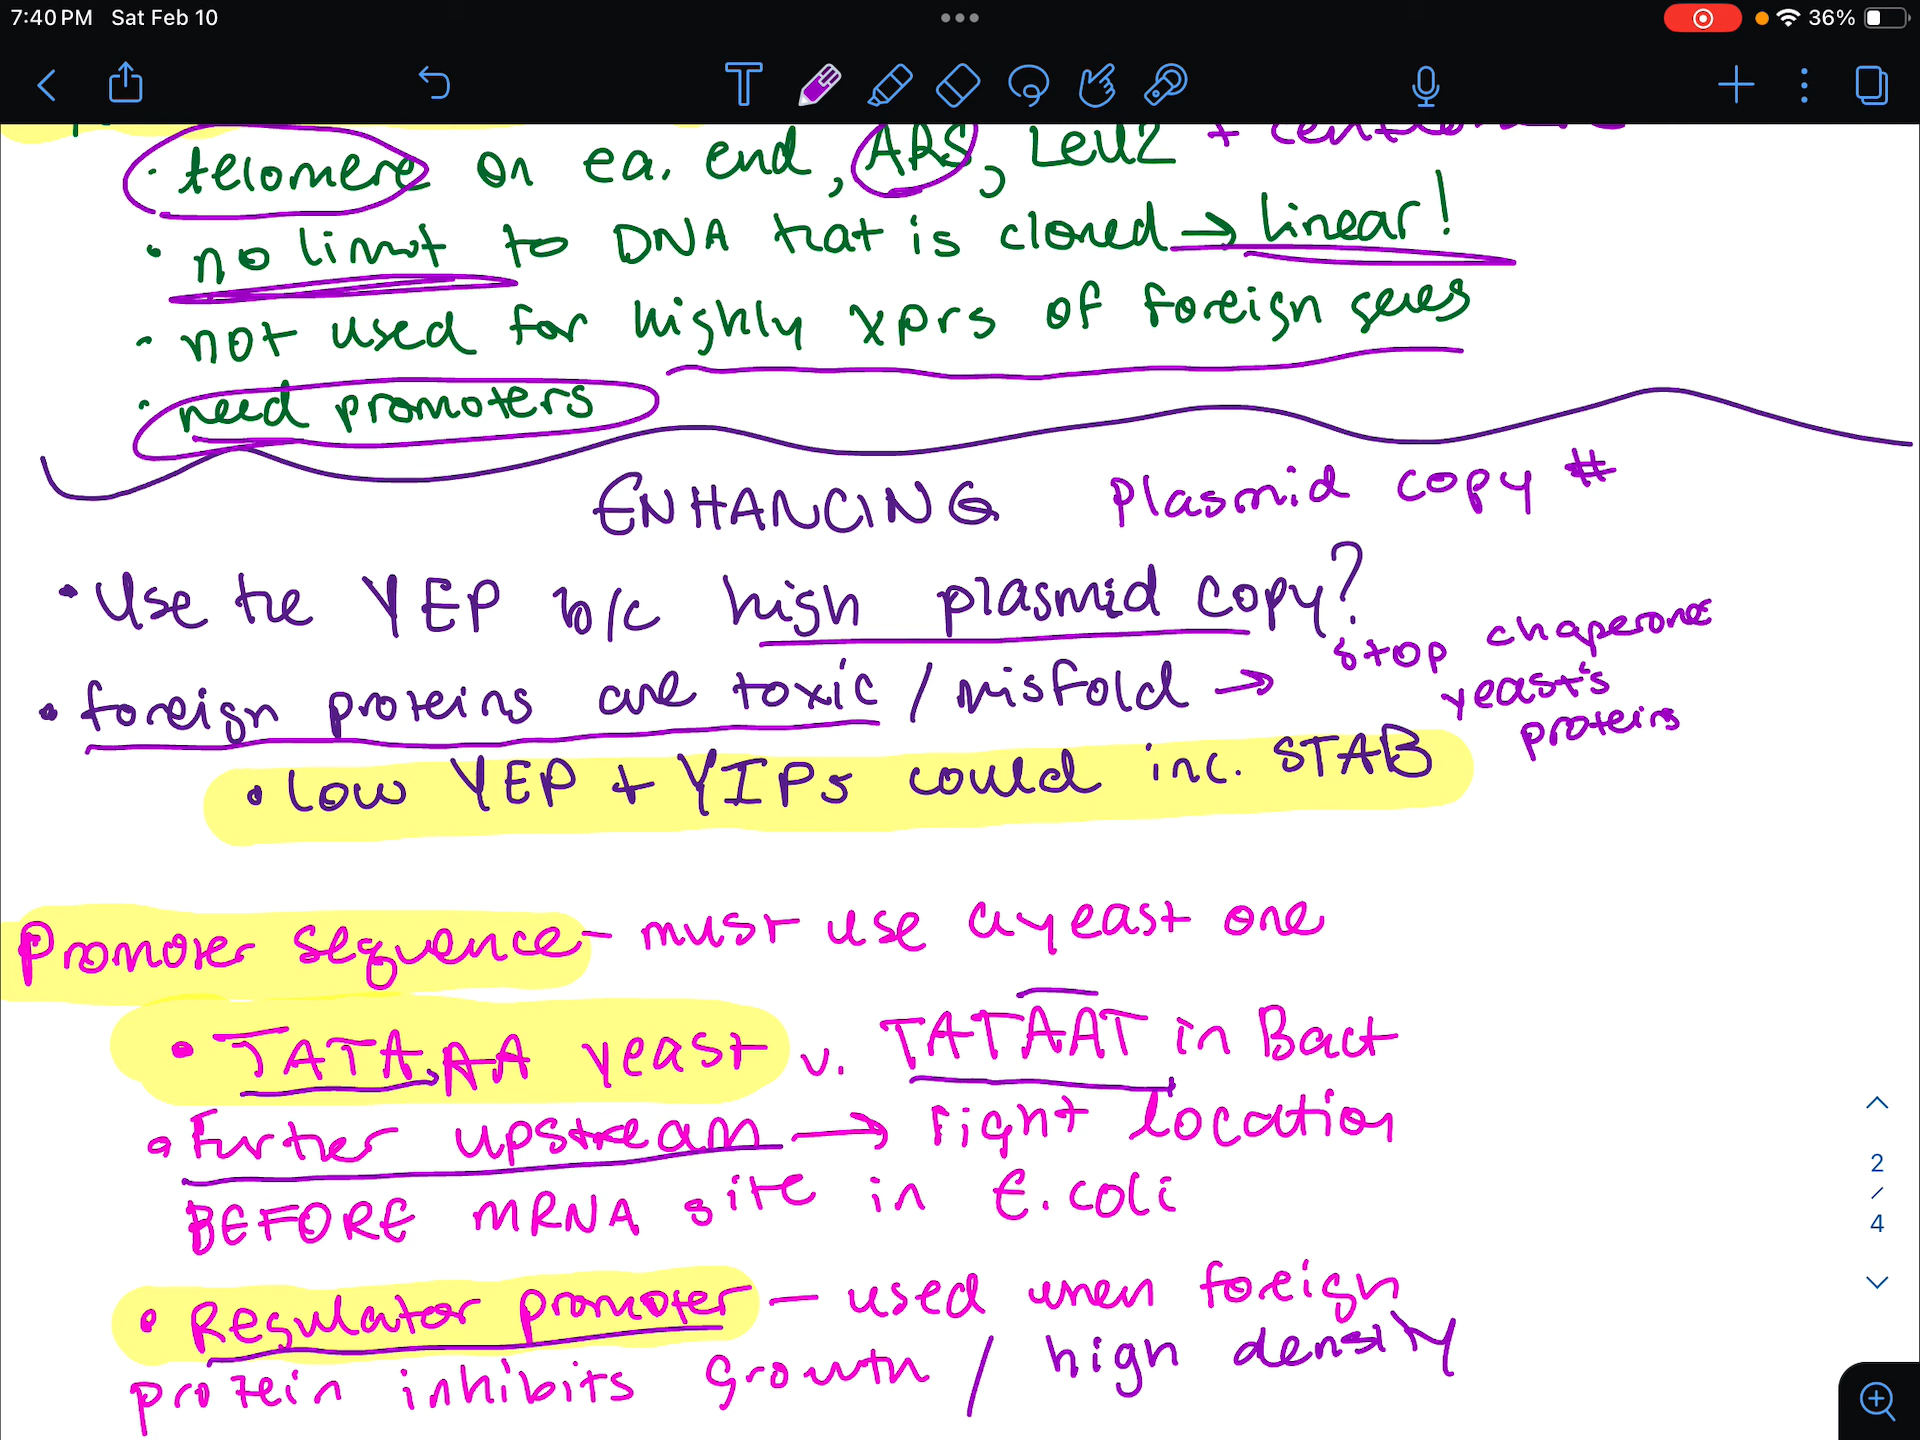 7:40 PM Sat Feb 10
36%
· telomere on ea. end, ARS, Leu2 +
· no limit to DNA that is cloned → linear!
· not used for highly xprs of foreign genes
· need promoters
ENHANCING Plasmid copy #
· Use the YEP b/c high plasmid copy?
· foreign proteins are toxic / misfold → stop chaperones
yeast's
proteins
· low YEP + YIPs could inc. STAB
Promoter sequence - must use a yeast one
· TATA,AA yeast v. TATAAT in Bact
· Further upstream → right location
BEFORE MRNA site in E.coli
· Regulator promoter — used when foreign
protein inhibits growth / high density
2
/
4